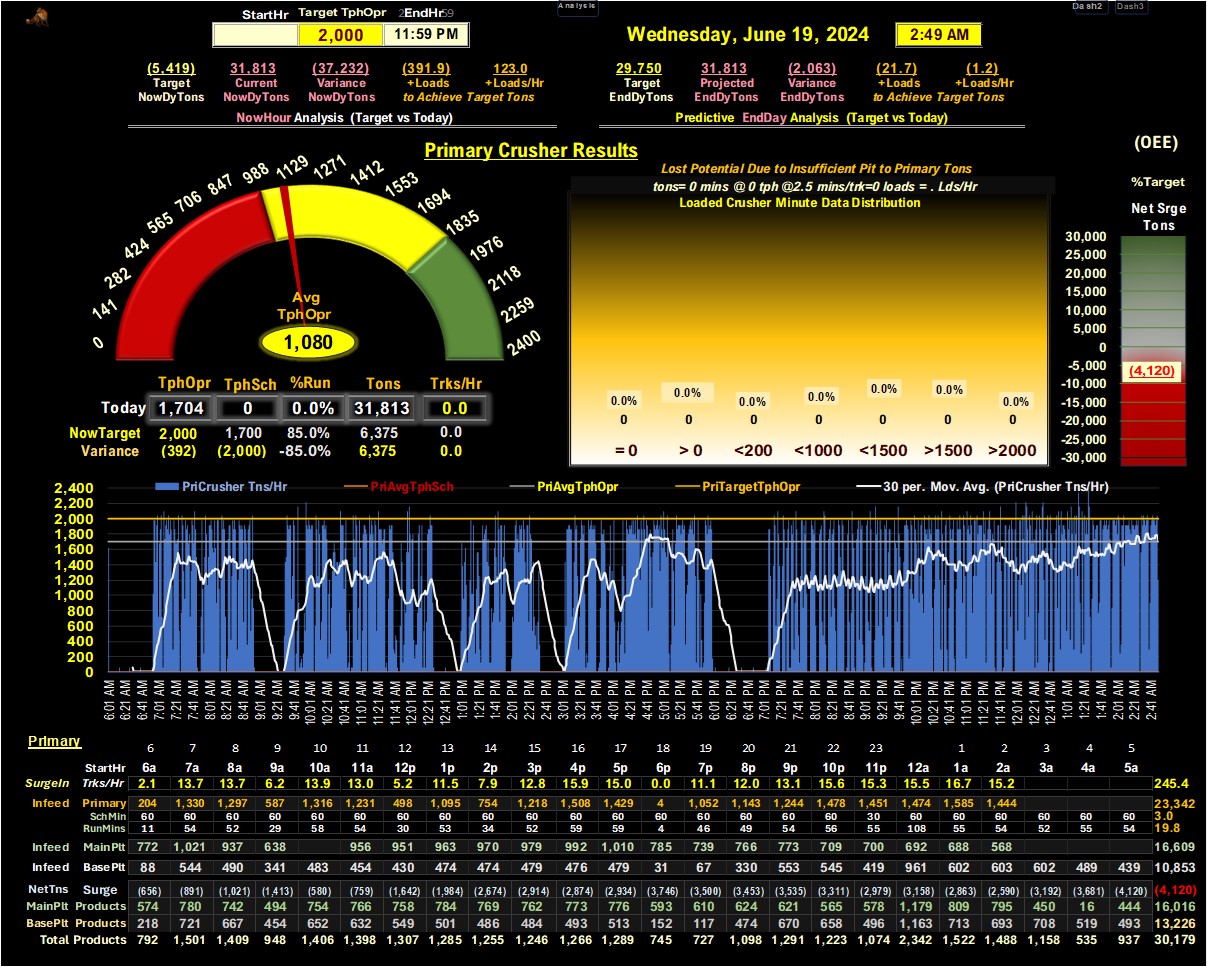 StartHr Target TphOpr EndHr
2,000 11:59 PM
Analysis
Wednesday, June 19, 2024 2:49 AM
Dash2 Dash3
(5,419) 31,813 (37,232) (391.9) 123.0
Target Current Variance +Loads +Loads/Hr
NowDyTons NowDyTons NowDyTons to Achieve Target Tons
NowHour Analysis (Target vs Today)
29,750 31,813 (2,063) (21.7) (1.2)
Target Projected Variance +Loads +Loads/Hr
EndDyTons EndDyTons EndDyTons to Achieve Target Tons
Predictive EndDay Analysis (Target vs Today)
Primary Crusher Results
0 141 282 424 565 706 847 988 1129 1271 1412 1553 1694 1835 1976 2118 2259 2400
Avg
TphOpr
1,080
TphOpr TphSch %Run Tons Trks/Hr
Today 1,704 0 0.0% 31,813 0.0
NowTarget 2,000 1,700 85.0% 6,375 0.0
Variance (392) (2,000) -85.0% 6,375 0.0
Lost Potential Due to Insufficient Pit to Primary Tons
tons= 0 mins @ 0 tph @2.5 mins/trk=0 loads = . Lds/Hr
Loaded Crusher Minute Data Distribution
0.0% 0.0% 0.0% 0.0% 0.0% 0.0% 0.0%
0 0 0 0 0 0 0
= 0 > 0 <200 <1000 <1500 >1500 >2000
(OEE)
%Target
Net Srge
Tons
30,000
25,000
20,000
15,000
10,000
5,000
0
-5,000
(4,120)
-10,000
-15,000
-20,000
-25,000
-30,000
PriCrusher Tns/Hr PriAvgTphSch PriAvgTphOpr PriTargetTphOpr 30 per. Mov. Avg. (PriCrusher Tns/Hr)
2,400
2,200
2,000
1,800
1,600
1,400
1,200
1,000
800
600
400
200
0
6:01 AM 6:21 AM 6:41 AM 7:01 AM 7:21 AM 7:41 AM 8:01 AM 8:21 AM 8:41 AM 9:01 AM 9:21 AM 9:41 AM 10:01 AM 10:21 AM 10:41 AM 11:01 AM 11:21 AM 11:41 AM 12:01 PM 12:21 PM 12:41 PM 1:01 PM 1:21 PM 1:41 PM 2:01 PM 2:21 PM 2:41 PM 3:01 PM 3:21 PM 3:41 PM 4:01 PM 4:21 PM 4:41 PM 5:01 PM 5:21 PM 5:41 PM 6:01 PM 6:21 PM 6:41 PM 7:01 PM 7:21 PM 7:41 PM 8:01 PM 8:21 PM 8:41 PM 9:01 PM 9:21 PM 9:41 PM 10:01 PM 10:21 PM 10:41 PM 11:01 PM 11:21 PM 11:41 PM 12:01 AM 12:21 AM 12:41 AM 1:01 AM 1:21 AM 1:41 AM 2:01 AM 2:21 AM 2:41 AM
Primary
6 7 8 9 10 11 12 13 14 15 16 17 18 19 20 21 22 23 1 2 3 4 5
StartHr 6a 7a 8a 9a 10a 11a 12p 1p 2p 3p 4p 5p 6p 7p 8p 9p 10p 11p 12a 1a 2a 3a 4a 5a
SurgeIn Trks/Hr 2.1 13.7 13.7 6.2 13.9 13.0 5.2 11.5 7.9 12.8 15.9 15.0 0.0 11.1 12.0 13.1 15.6 15.3 15.5 16.7 15.2 245.4
Infeed Primary 204 1,330 1,297 587 1,316 1,231 498 1,095 754 1,218 1,508 1,429 4 1,052 1,143 1,244 1,478 1,451 1,474 1,585 1,444 23,342
SchMin 60 60 60 60 60 60 60 60 60 60 60 60 60 60 60 60 60 30 60 60 60 60 60 60 3.0
RunMins 11 54 52 29 58 54 30 53 34 52 59 59 4 46 49 54 56 55 108 55 54 52 55 54 19.8
Infeed MainPlt 772 1,021 937 638 956 951 963 970 979 992 1,010 785 739 766 773 709 700 692 688 568 16,609
Infeed BasePlt 88 544 490 341 483 454 430 474 474 479 476 479 31 67 330 553 545 419 961 602 603 602 489 439 10,853
NetTns Surge (656) (891) (1,021) (1,413) (580) (759) (1,642) (1,984) (2,674) (2,914) (2,874) (2,934) (3,746) (3,500) (3,453) (3,535) (3,311) (2,979) (3,158) (2,863) (2,590) (3,192) (3,681) (4,120) (4,120)
MainPlt Products 574 780 742 494 754 766 758 784 769 762 773 776 593 610 624 621 565 578 1,179 809 795 450 16 444 16,016
BasePlt Products 218 721 667 454 652 632 549 501 486 484 493 513 152 117 474 670 658 496 1,163 713 693 708 519 493 13,226
Total Products 792 1,501 1,409 948 1,406 1,398 1,307 1,285 1,255 1,246 1,266 1,289 745 727 1,098 1,291 1,223 1,074 2,342 1,522 1,488 1,158 535 937 30,179